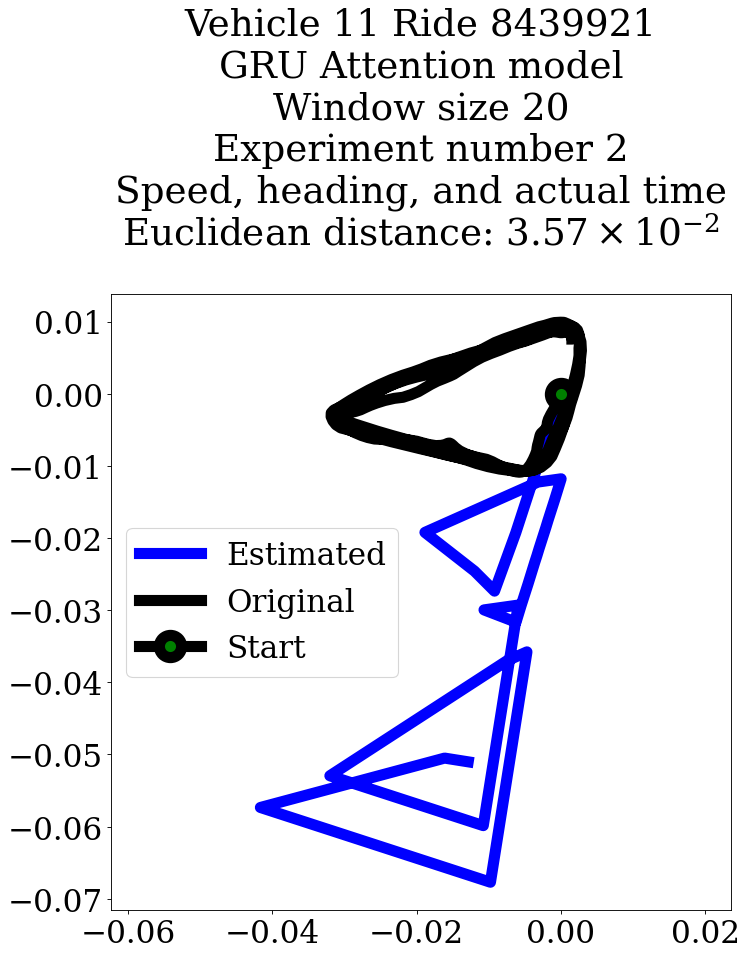 Vehicle 11 Ride 8439921
GRU Attention model
Window size 20
Experiment number 2
Speed, heading, and actual time
Euclidean distance: 3.57 × 10⁻²
0.01
0.00
−0.01
−0.02
−0.03
−0.04
−0.05
−0.06
−0.07
Estimated
Original
Start
−0.06 −0.04 −0.02 0.00 0.02